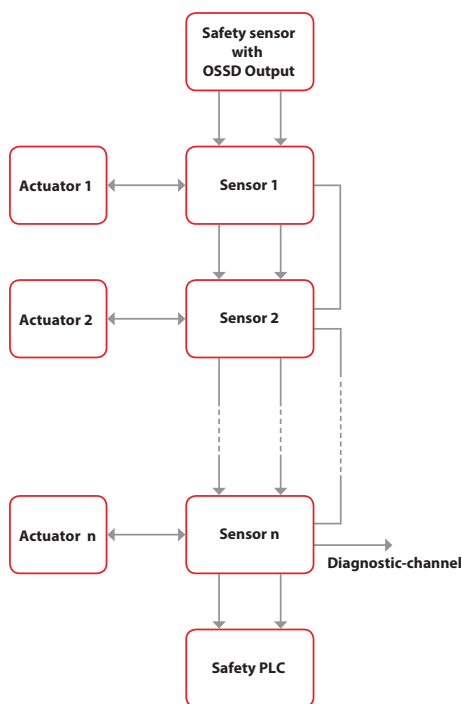 Safety sensor
with
OSSD Output
Actuator 1
Sensor 1
Actuator 2
Sensor 2
Actuator n
Sensor n
Diagnostic-channel
Safety PLC